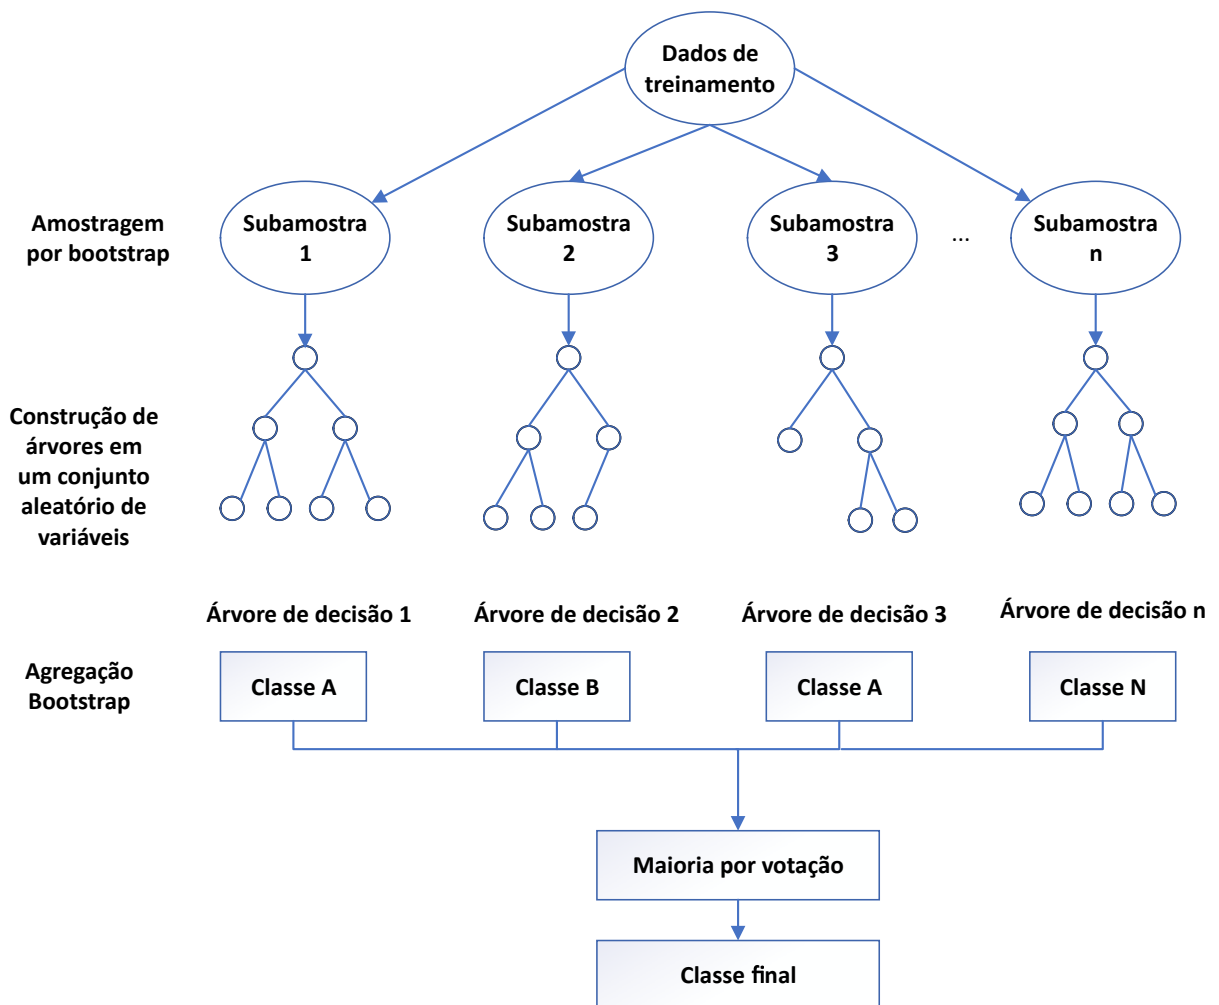 Dados de
treinamento
Amostragem
por bootstrap
Subamostra
1
Subamostra
2
Subamostra
3
...
Subamostra
n
Construção de
árvores em
um conjunto
aleatório de
variáveis
Árvore de decisão 1
Árvore de decisão 2
Árvore de decisão 3
Árvore de decisão n
Agregação
Bootstrap
Classe A
Classe B
Classe A
Classe N
Maioria por votação
Classe final